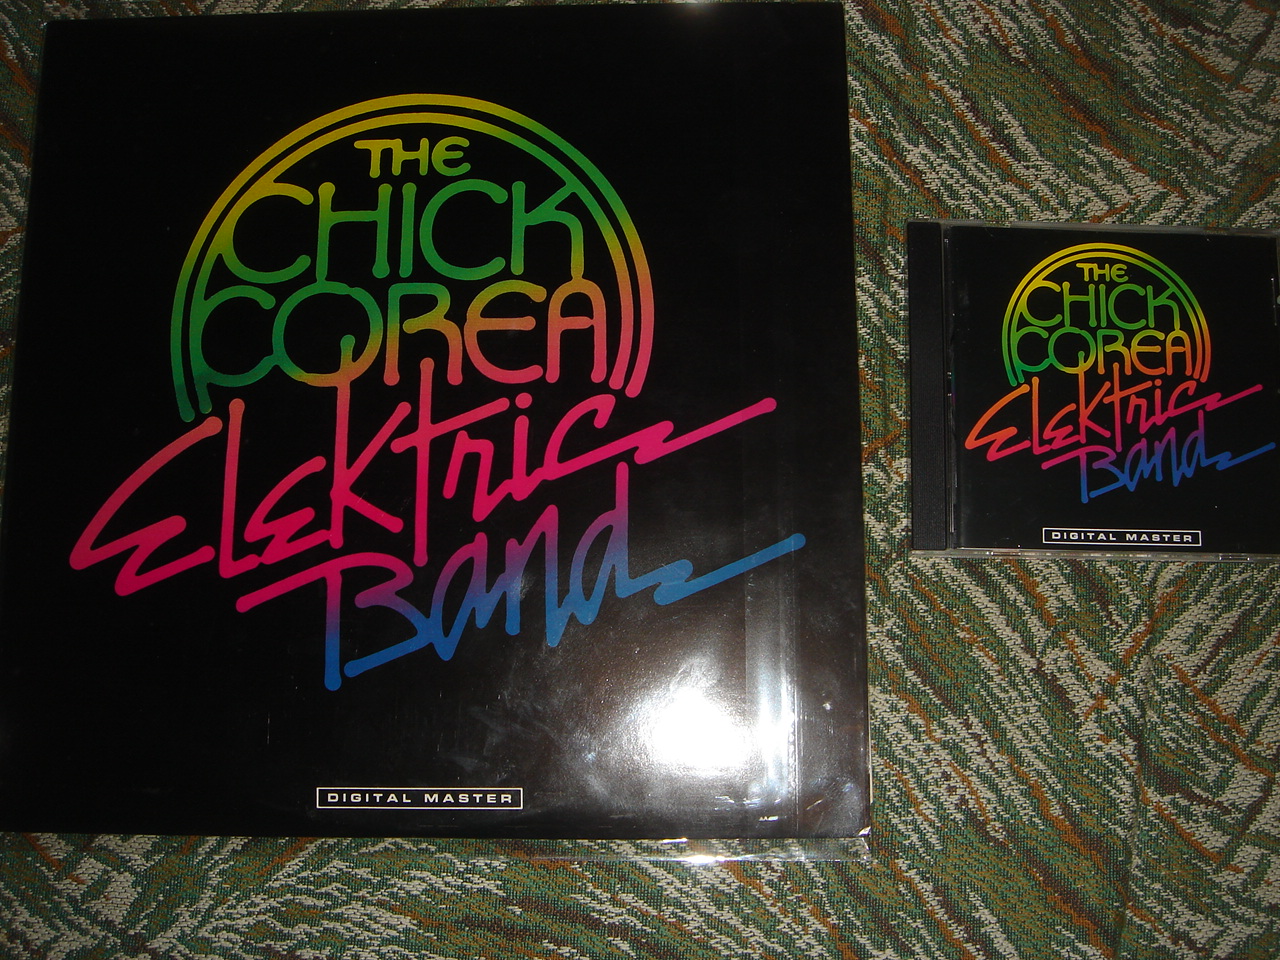 THE
CHICK
COREA
Elektric
Band
DIGITAL MASTER
THE
CHICK
COREA
Elektric
Band
DIGITAL MASTER